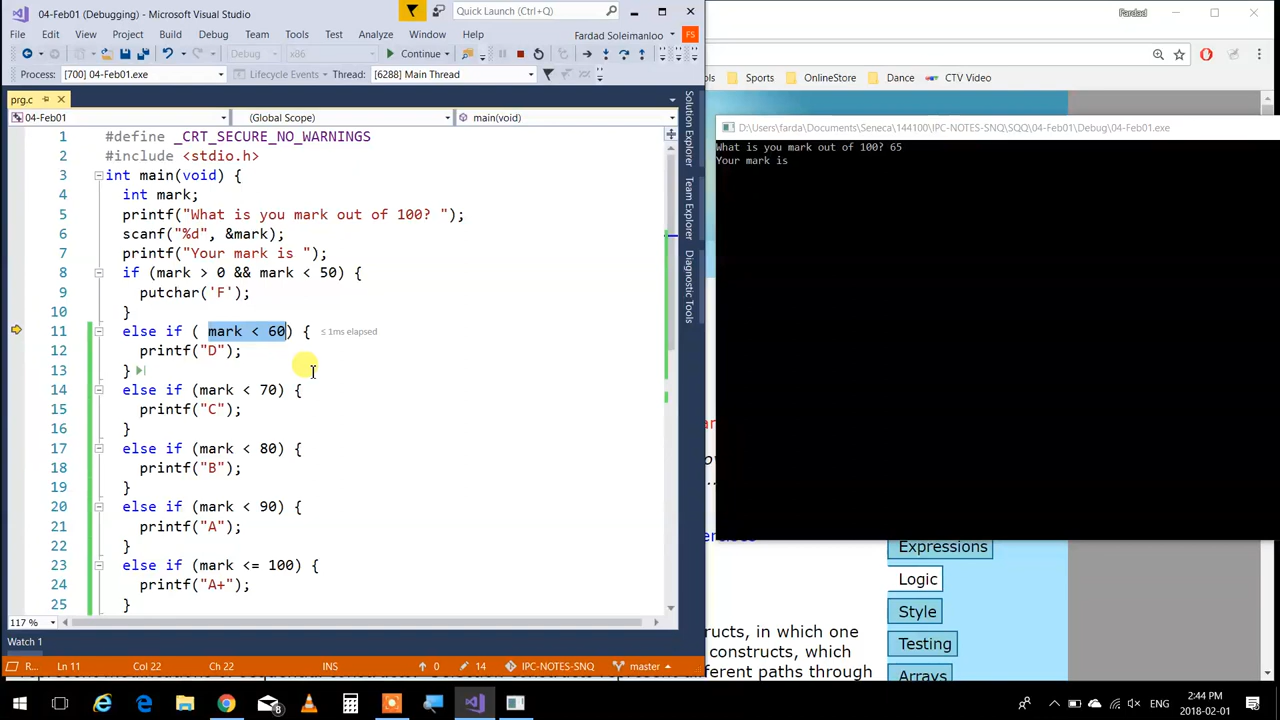 04-Feb01 (Debugging) - Microsoft Visual Studio
Quick Launch (Ctrl+Q)
File Edit View Project Build Debug Team Tools Test Analyze Window Help Fardad Soleimanloo FS
Debug x86 Continue
Process: [700] 04-Feb01.exe Lifecycle Events Thread: [6288] Main Thread
prg.c
04-Feb01 (Global Scope) main(void)
1 #define _CRT_SECURE_NO_WARNINGS
2 #include <stdio.h>
3 int main(void) {
4 int mark;
5 printf("What is you mark out of 100? ");
6 scanf("%d", &mark);
7 printf("Your mark is ");
8 if (mark > 0 && mark < 50) {
9 putchar('F');
10 }
11 else if ( mark < 60) { ≤ 1ms elapsed
12 printf("D");
13 }
14 else if (mark < 70) {
15 printf("C");
16 }
17 else if (mark < 80) {
18 printf("B");
19 }
20 else if (mark < 90) {
21 printf("A");
22 }
23 else if (mark <= 100) {
24 printf("A+");
25 }
117 %
Watch 1
R... Ln 11 Col 22 Ch 22 INS 0 14 IPC-NOTES-SNQ master
Solution Explorer
Team Explorer
Diagnostic Tools
Fardad
Sports OnlineStore Dance CTV Video
D:\Users\farda\Documents\Seneca\144100\IPC-NOTES-SNQ\SQQ\04-Feb01\Debug\04-Feb01.exe
What is you mark out of 100? 65
Your mark is
Expressions
Logic
Style
Testing
Arrays
ructs, in which one
constructs, which
different paths through
8
ENG
2:44 PM
2018-02-01